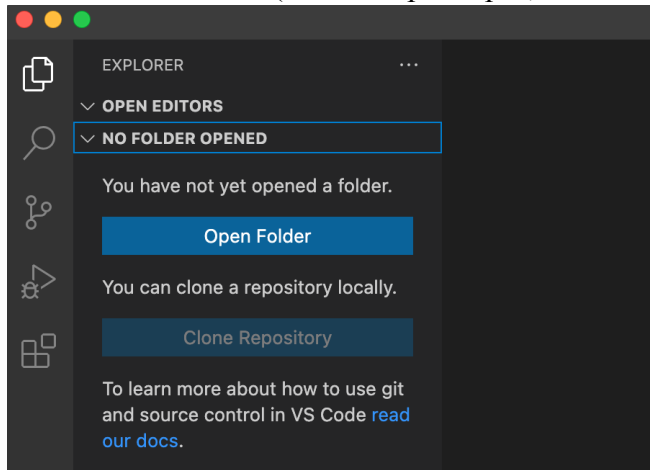 EXPLORER
OPEN EDITORS
NO FOLDER OPENED
You have not yet opened a folder.
Open Folder
You can clone a repository locally.
Clone Repository
To learn more about how to use git
and source control in VS Code read
our docs.